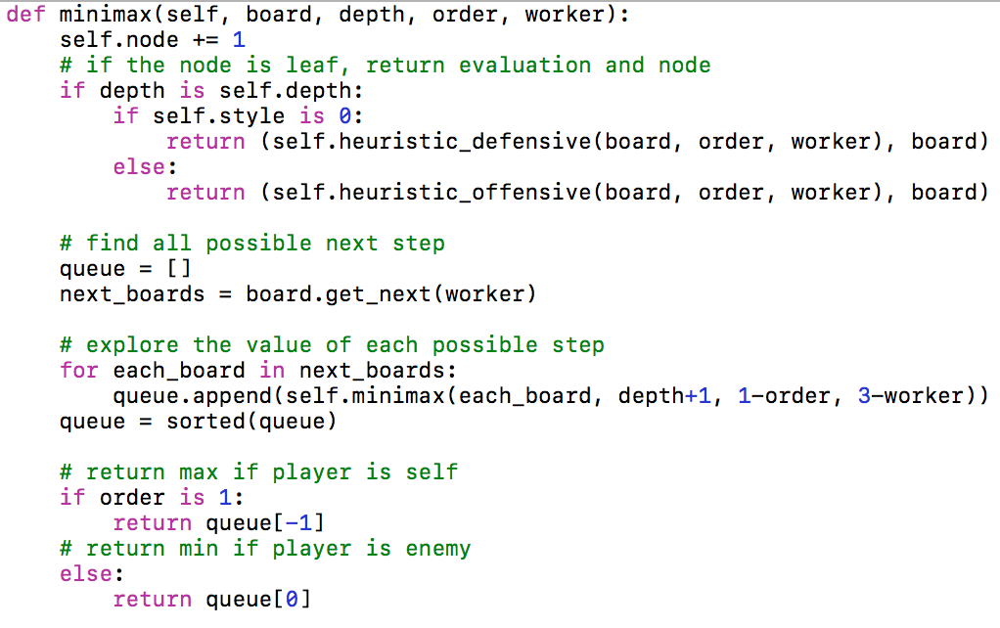 def minimax(self, board, depth, order, worker):
    self.node += 1
    # if the node is leaf, return evaluation and node
    if depth is self.depth:
        if self.style is 0:
            return (self.heuristic_defensive(board, order, worker), board)
        else:
            return (self.heuristic_offensive(board, order, worker), board)

    # find all possible next step
    queue = []
    next_boards = board.get_next(worker)

    # explore the value of each possible step
    for each_board in next_boards:
        queue.append(self.minimax(each_board, depth+1, 1-order, 3-worker))
    queue = sorted(queue)

    # return max if player is self
    if order is 1:
        return queue[-1]
    # return min if player is enemy
    else:
        return queue[0]